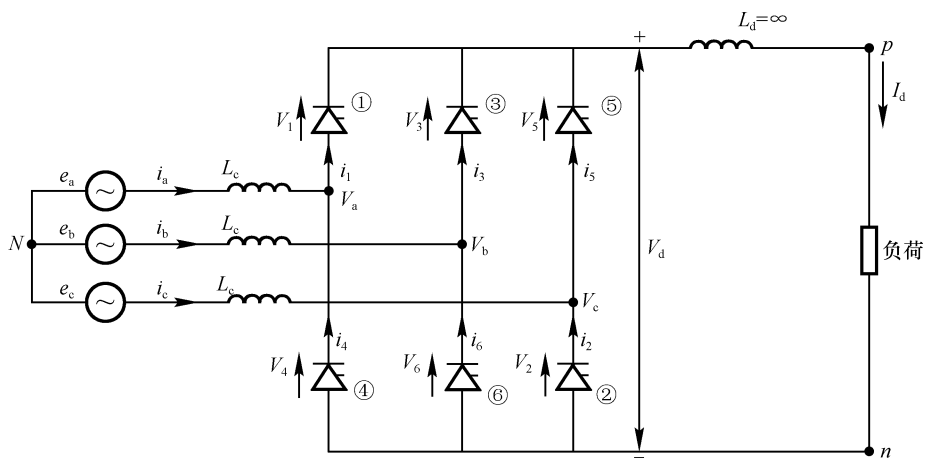 L_d=∞
+
p
I_d
①
③
⑤
V_1
V_3
V_5
e_a
i_a
L_c
i_1
i_3
i_5
V_a
N
e_b
i_b
L_c
V_b
V_d
负荷
e_c
i_c
L_c
V_c
i_4
i_6
i_2
V_4
V_6
V_2
④
⑥
②
−
n